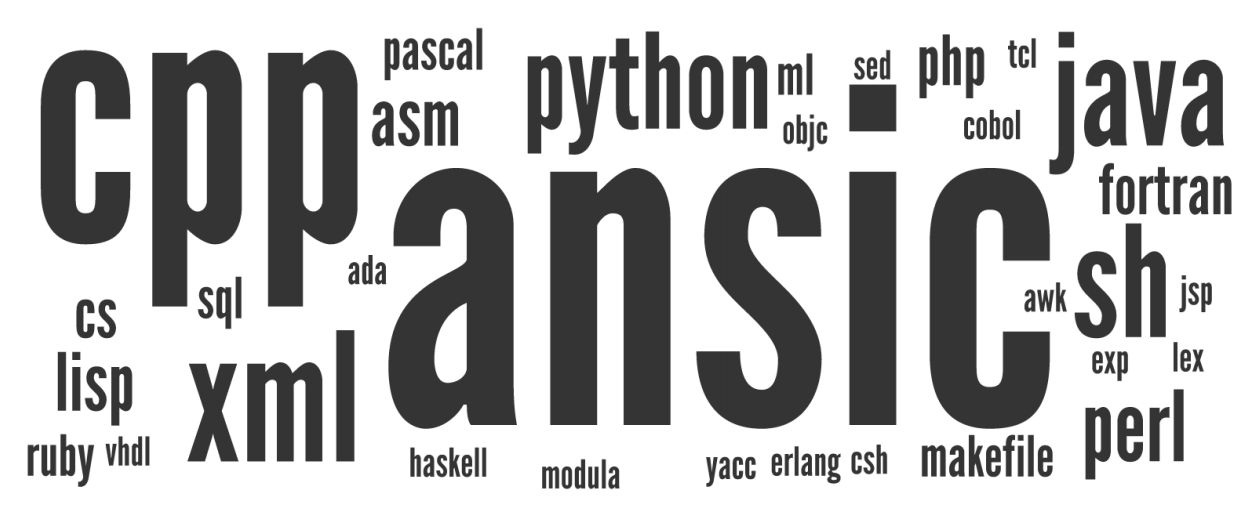 cpp
pascal
asm
python
ml
objc
sed
php
tcl
cobol
java
fortran
ansic
ada
sql
cs
lisp
xml
ruby
vhdl
awk
sh
jsp
exp
lex
perl
haskell
modula
yacc
erlang
csh
makefile